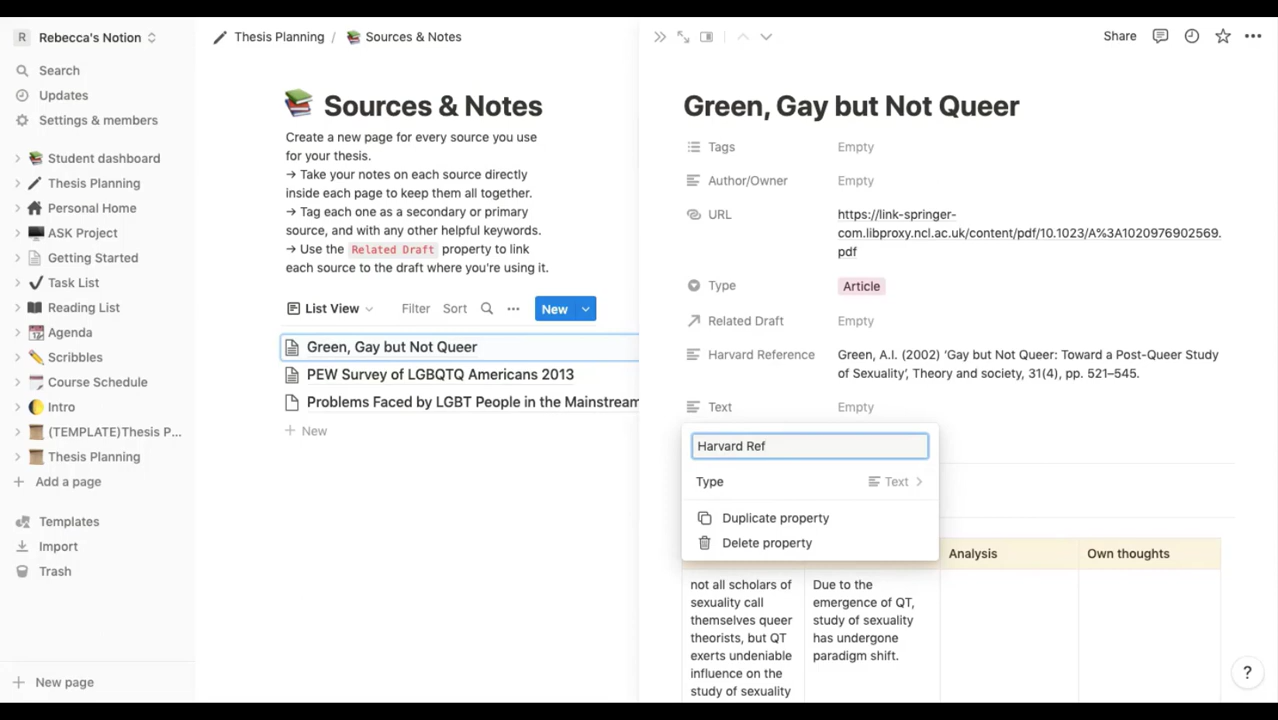 R Rebecca's Notion
Search
Updates
Settings & members
Student dashboard
Thesis Planning
Personal Home
ASK Project
Getting Started
Task List
Reading List
Agenda
Scribbles
Course Schedule
Intro
(TEMPLATE)Thesis P...
Thesis Planning
Add a page
Templates
Import
Trash
New page
Thesis Planning / Sources & Notes
Sources & Notes
Create a new page for every source you use
for your thesis.
→ Take your notes on each source directly
inside each page to keep them all together.
→ Tag each one as a secondary or primary
source, and with any other helpful keywords.
→ Use the Related Draft property to link
each source to the draft where you're using it.
List View Filter Sort ... New
Green, Gay but Not Queer
PEW Survey of LGBQTQ Americans 2013
Problems Faced by LGBT People in the Mainstream
+ New
Share
Green, Gay but Not Queer
Tags Empty
Author/Owner Empty
URL https://link-springer-
com.libproxy.ncl.ac.uk/content/pdf/10.1023/A%3A1020976902569.
pdf
Type Article
Related Draft Empty
Harvard Reference Green, A.I. (2002) ‘Gay but Not Queer: Toward a Post-Queer Study
of Sexuality’, Theory and society, 31(4), pp. 521–545.
Text Empty
Harvard Ref
Type Text
Duplicate property
Delete property
Analysis Own thoughts
not all scholars of
sexuality call
themselves queer
theorists, but QT
exerts undeniable
influence on the
study of sexuality
Due to the
emergence of QT,
study of sexuality
has undergone
paradigm shift.
?